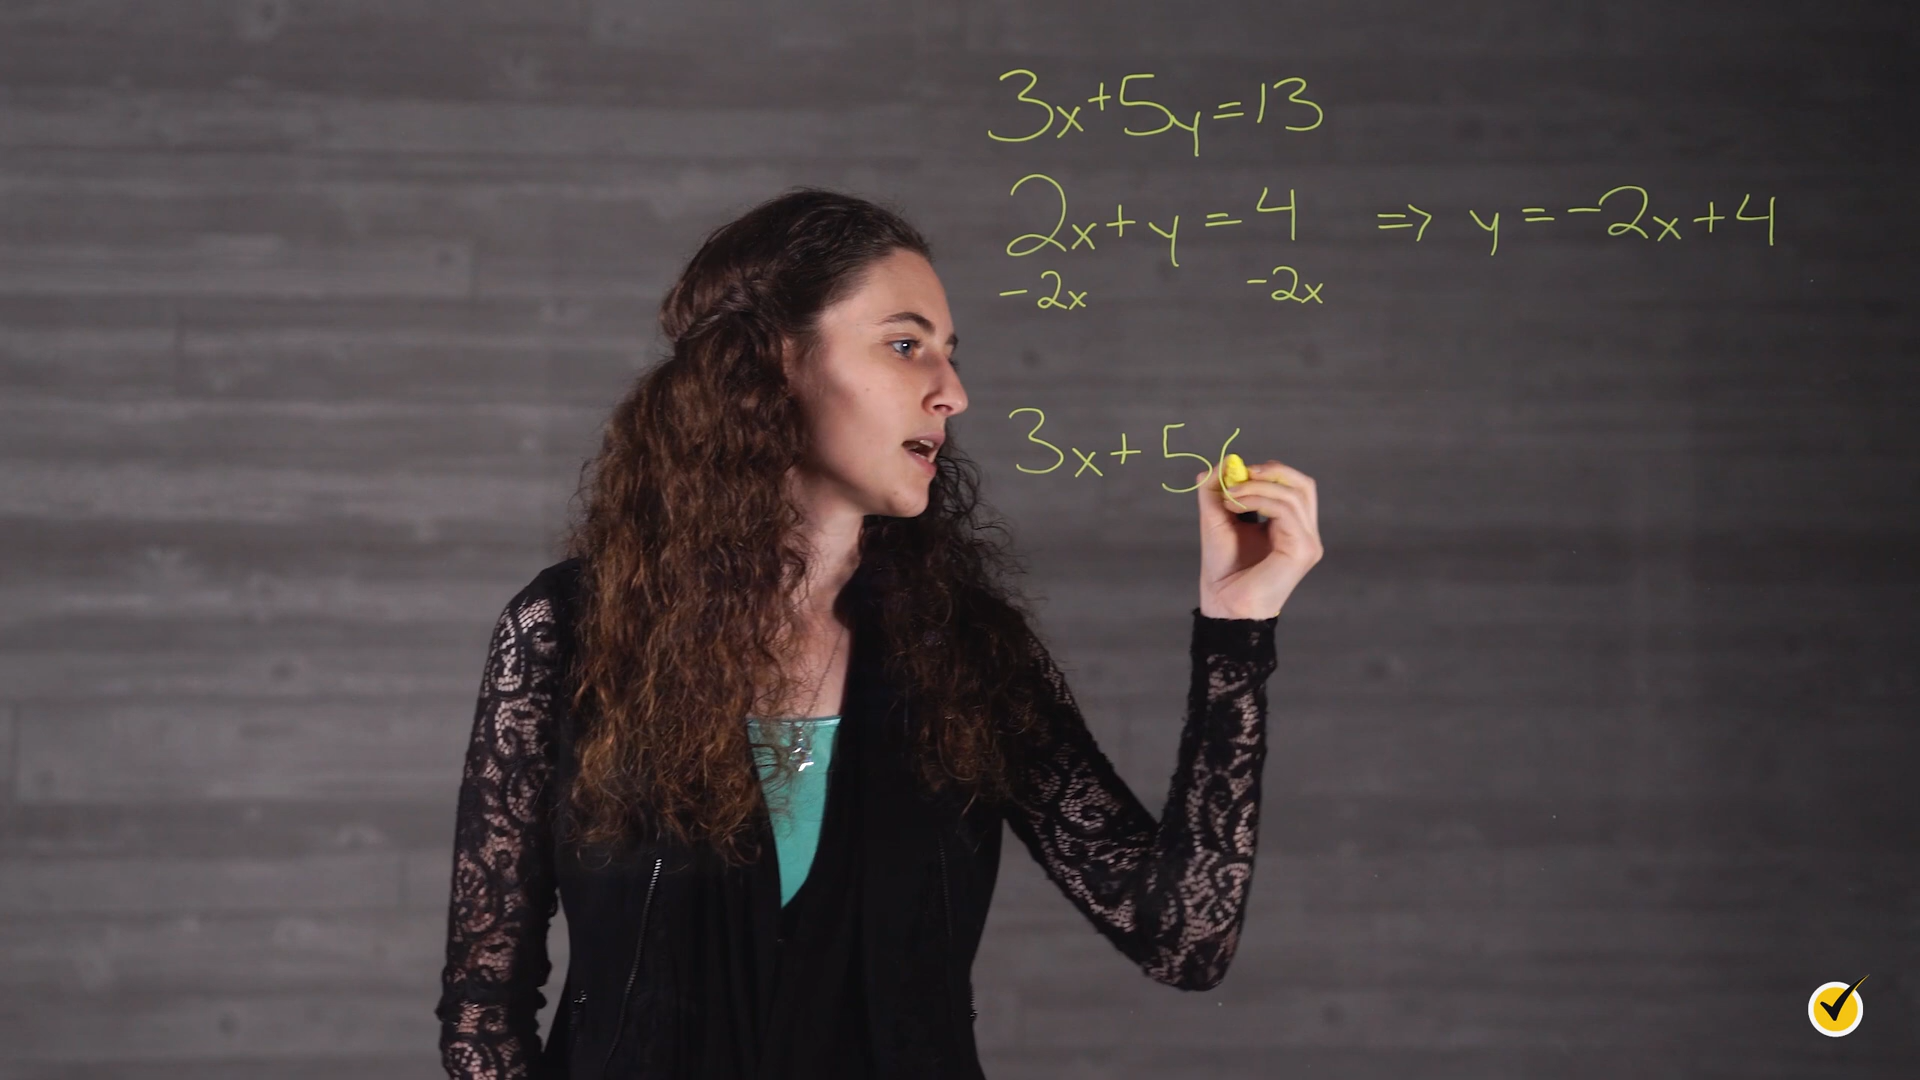 3x+5y=13
2x+y=4 => y=-2x+4
-2x -2x
3x+5(